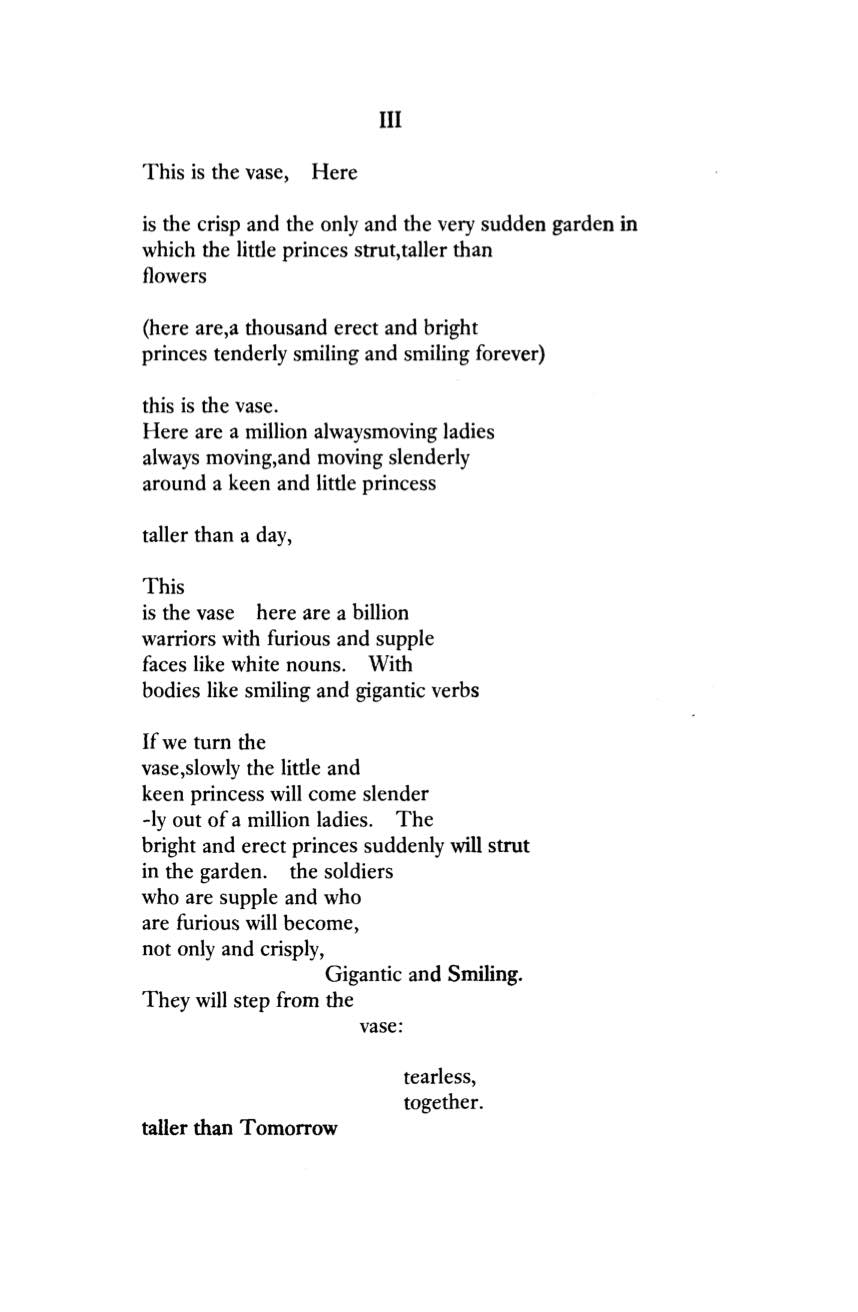 III
This is the vase,   Here
is the crisp and the only and the very sudden garden in
which the little princes strut,taller than
flowers
(here are,a thousand erect and bright
princes tenderly smiling and smiling forever)
this is the vase.
Here are a million alwaysmoving ladies
always moving,and moving slenderly
around a keen and little princess
taller than a day,
This
is the vase   here are a billion
warriors with furious and supple
faces like white nouns.   With
bodies like smiling and gigantic verbs
If we turn the
vase,slowly the little and
keen princess will come slender
-ly out of a million ladies.   The
bright and erect princes suddenly will strut
in the garden.   the soldiers
who are supple and who
are furious will become,
not only and crisply,
Gigantic and Smiling.
They will step from the
vase:
tearless,
together.
taller than Tomorrow